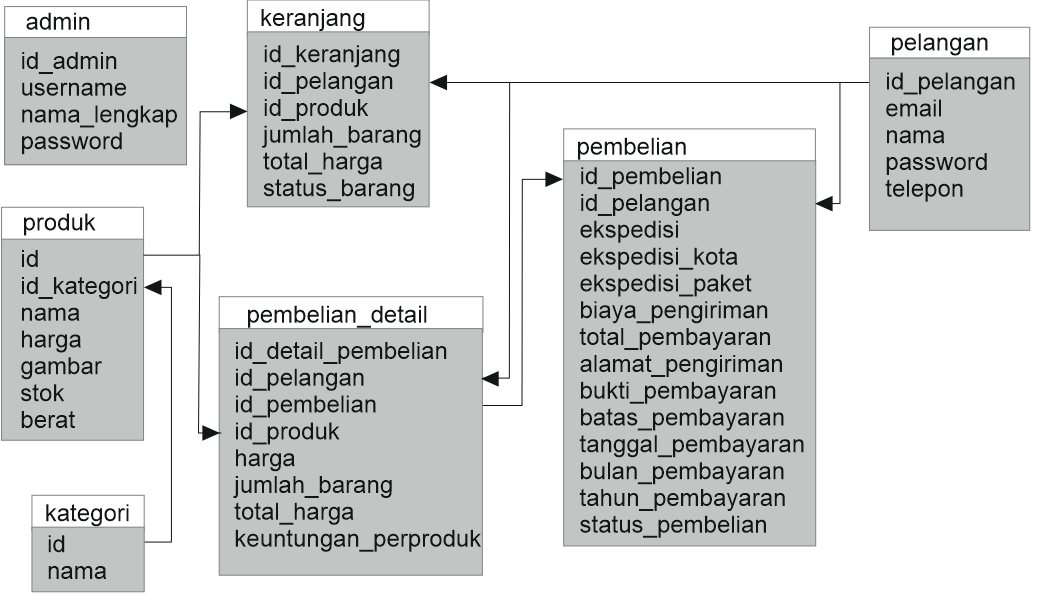 admin
id_admin
username
nama_lengkap
password
keranjang
id_keranjang
id_pelangan
id_produk
jumlah_barang
total_harga
status_barang
pelangan
id_pelangan
email
nama
password
telepon
pembelian
id_pembelian
id_pelangan
ekspedisi
ekspedisi_kota
ekspedisi_paket
biaya_pengiriman
total_pembayaran
alamat_pengiriman
bukti_pembayaran
batas_pembayaran
tanggal_pembayaran
bulan_pembayaran
tahun_pembayaran
status_pembelian
produk
id
id_kategori
nama
harga
gambar
stok
berat
pembelian_detail
id_detail_pembelian
id_pelangan
id_pembelian
id_produk
harga
jumlah_barang
total_harga
keuntungan_perproduk
kategori
id
nama